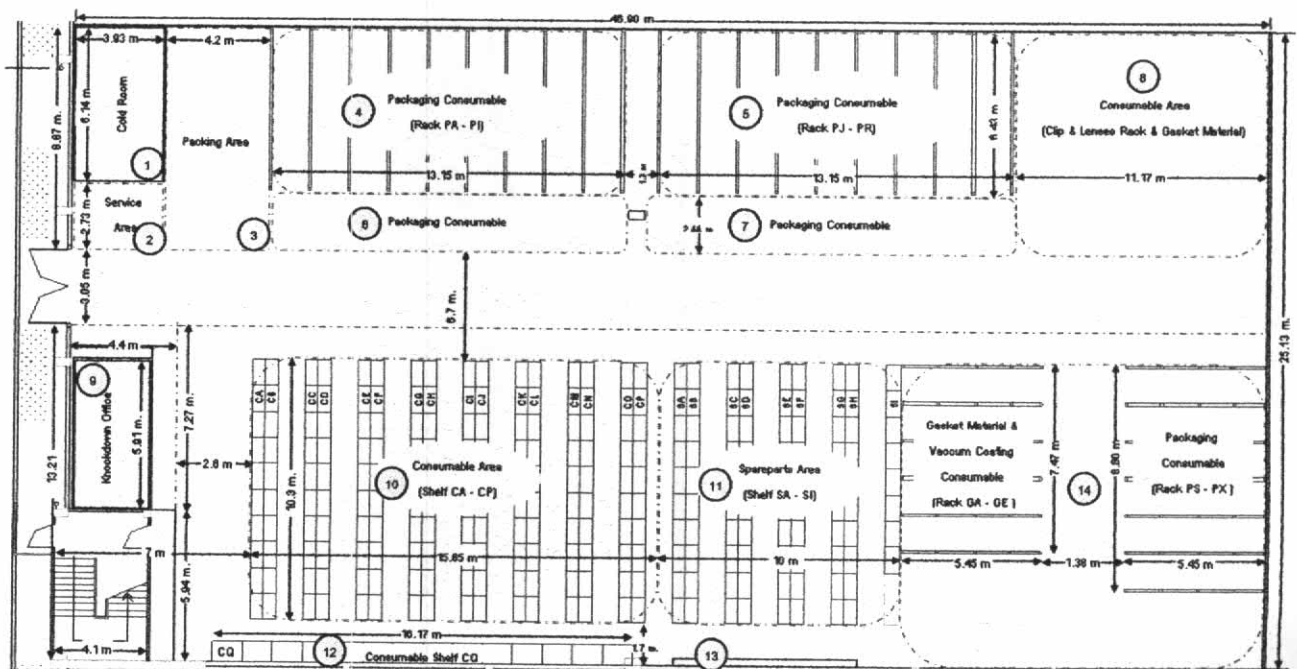 46.90 m
3.93 m
4.2 m
8.87 m
6.14 m
Cold Room
1
Packing Area
4
Packaging Consumable
(Rack PA - PI)
13.15 m
5
Packaging Consumable
(Rack PJ - PR)
13.15 m
6.43 m
8
Consumable Area
(Clip & Lenses Rack & Gasket Material)
11.17 m
2.73 m
Service
Area
2
3
6
Packaging Consumable
7
Packaging Consumable
3.05 m
6.7 m.
25.13 m.
4.4 m
9
Knockdown Office
5.91 m
7.27 m
13.21
2.6 m
7 m
5.94 m
4.1 m
CA
CB
CC
CD
CE
CF
CG
CH
CI
CJ
CK
CL
CM
CN
CO
CP
10.3 m
10
Consumable Area
(Shelf CA - CP)
15.65 m
SA
SB
SC
SD
SE
SF
SG
SH
SI
11
Spareparts Area
(Shelf SA - SI)
10 m
Gasket Material &
Vacuum Coating
Consumable
(Rack GA - GE)
7.47 m
14
Packaging
Consumable
(Rack PS - PX)
5.45 m
1.38 m
5.45 m
16.17 m
1.7 m.
CQ
12
Consumable Shelf CQ
13